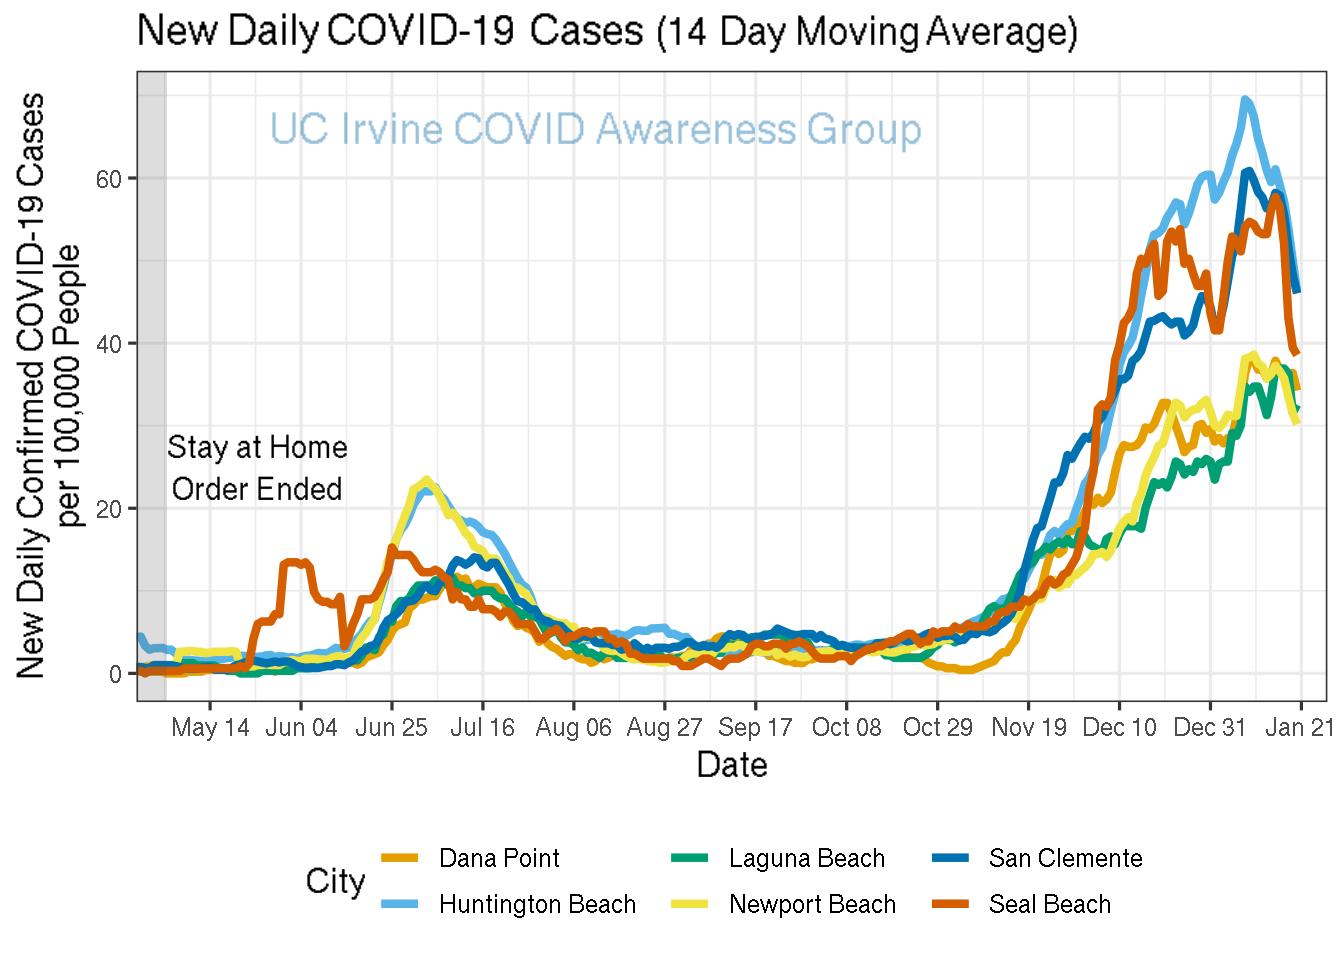 New Daily COVID-19 Cases (14 Day Moving Average)
UC Irvine COVID Awareness Group
New Daily Confirmed COVID-19 Cases
per 100,000 People
60
40
20
0
Stay at Home
Order Ended
May 14 Jun 04 Jun 25 Jul 16 Aug 06 Aug 27 Sep 17 Oct 08 Oct 29 Nov 19 Dec 10 Dec 31 Jan 21
Date
City
Dana Point Laguna Beach San Clemente
Huntington Beach Newport Beach Seal Beach